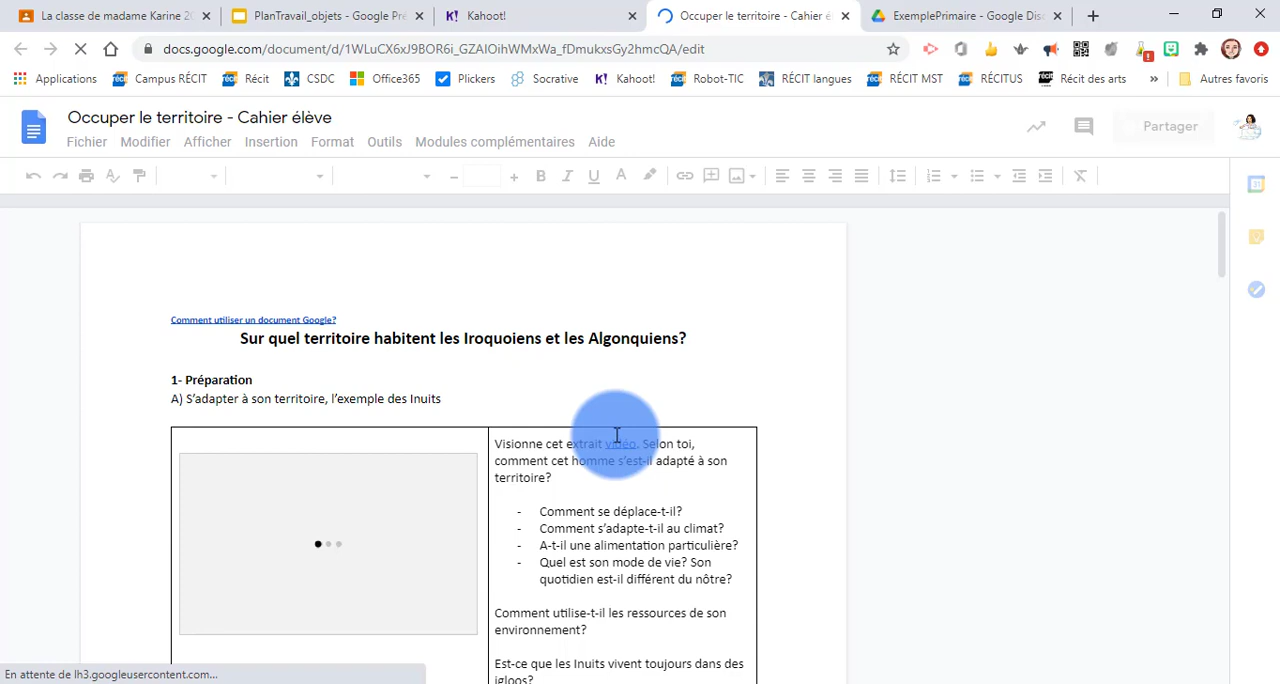 La classe de madame Karine 20
PlanTravail_objets - Google Pré
Kahoot!
Occuper le territoire - Cahier é
ExemplePrimaire - Google Disc
docs.google.com/document/d/1WLuCX6xJ9BOR6i_GZAIOihWMxWa_fDmukxsGy2hmcQA/edit
Applications
Campus RÉCIT
Récit
CSDC
Office365
Plickers
Socrative
K! Kahoot!
Robot-TIC
RÉCIT langues
RÉCIT MST
RÉCITUS
Récit des arts
»
Autres favoris
Occuper le territoire - Cahier élève
Fichier Modifier Afficher Insertion Format Outils Modules complémentaires Aide
Partager
Comment utiliser un document Google?
Sur quel territoire habitent les Iroquoiens et les Algonquiens?
1- Préparation
A) S'adapter à son territoire, l'exemple des Inuits
Visionne cet extrait vidéo. Selon toi,
comment cet homme s'est-il adapté à son
territoire?
- Comment se déplace-t-il?
- Comment s'adapte-t-il au climat?
- A-t-il une alimentation particulière?
- Quel est son mode de vie? Son
quotidien est-il différent du nôtre?
Comment utilise-t-il les ressources de son
environnement?
Est-ce que les Inuits vivent toujours dans des
igloos?
En attente de lh3.googleusercontent.com...